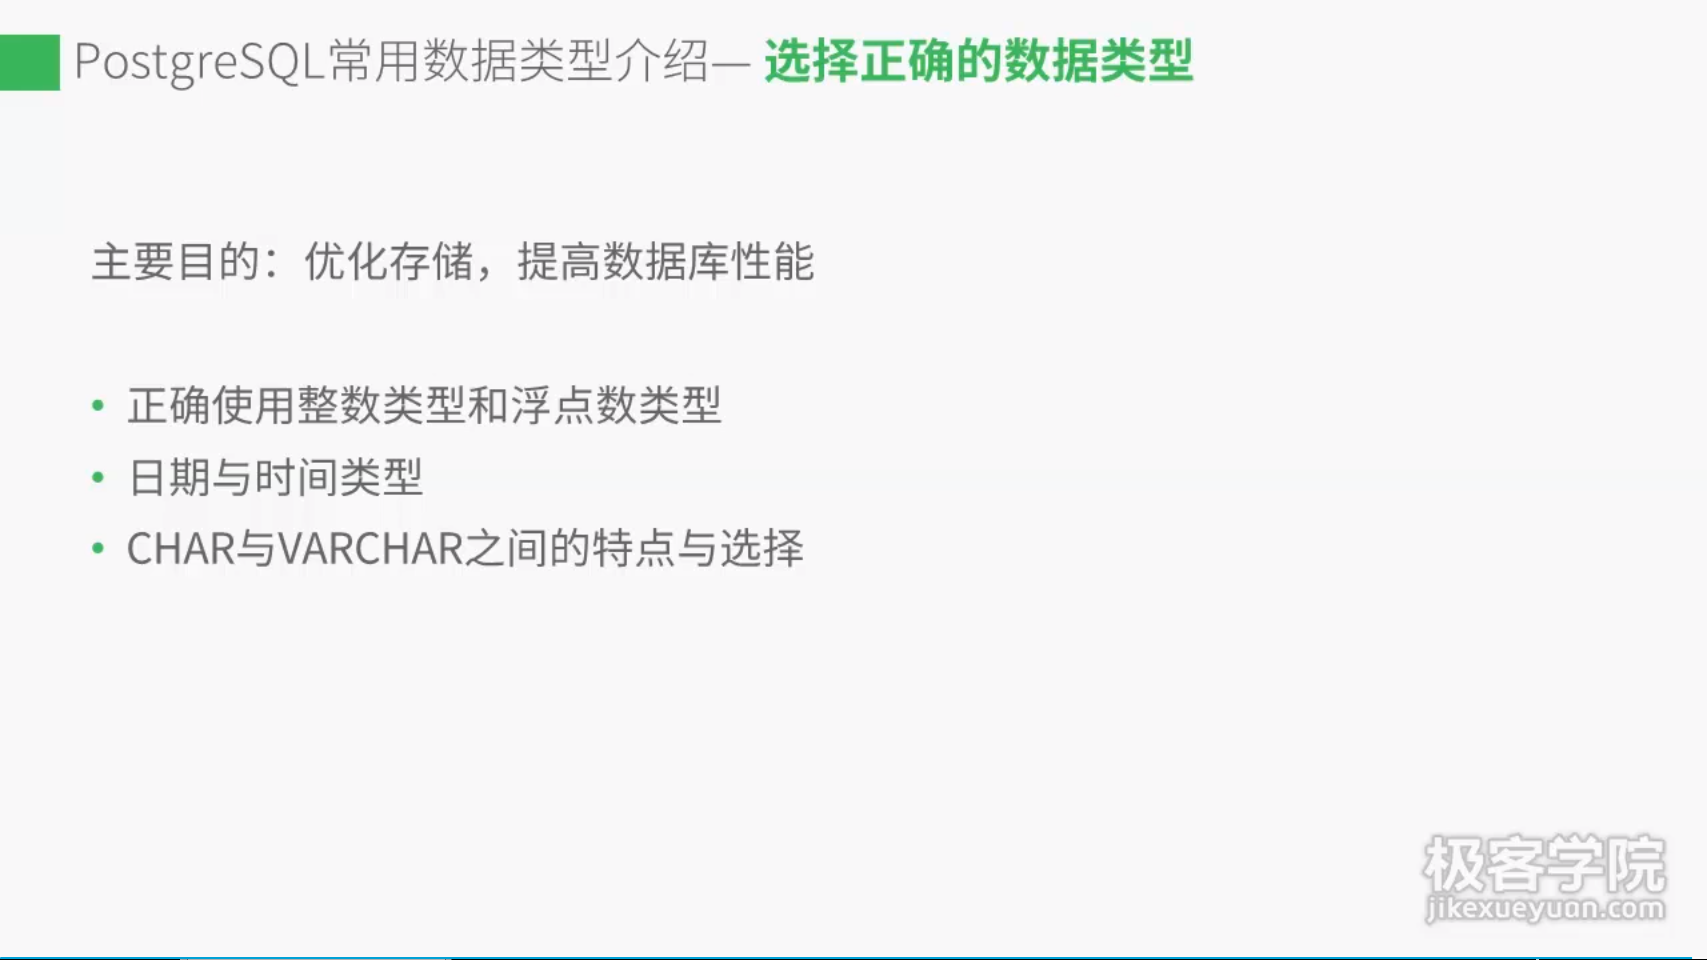 PostgreSQL常用数据类型介绍— 选择正确的数据类型
主要目的：优化存储，提高数据库性能
• 正确使用整数类型和浮点数类型
• 日期与时间类型
• CHAR与VARCHAR之间的特点与选择
极客学院
jikexueyuan.com